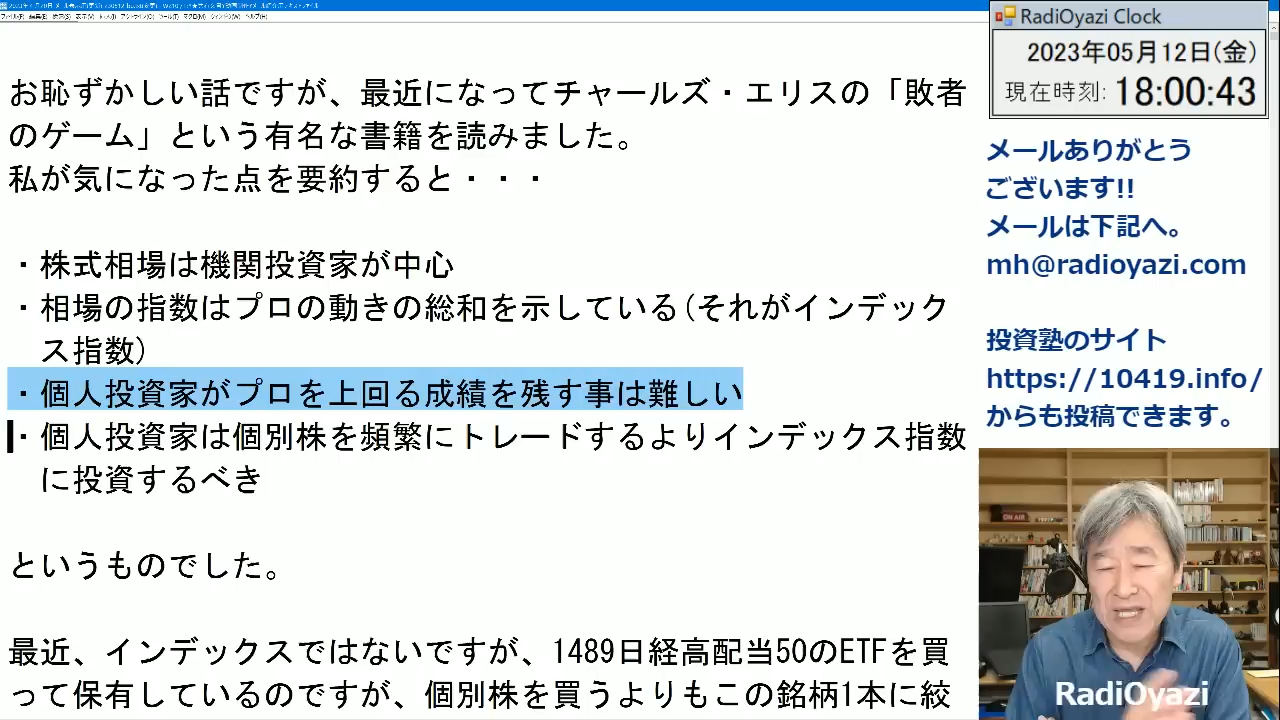 お恥ずかしい話ですが、最近になってチャールズ・エリスの「敗者
のゲーム」という有名な書籍を読みました。
私が気になった点を要約すると・・・
・株式相場は機関投資家が中心
・相場の指数はプロの動きの総和を示している(それがインデック
ス指数)
・個人投資家がプロを上回る成績を残す事は難しい
・個人投資家は個別株を頻繁にトレードするよりインデックス指数
に投資するべき
というものでした。
最近、インデックスではないですが、1489日経高配当50のETFを買
って保有しているのですが、個別株を買うよりもこの銘柄1本に絞
RadiOyazi Clock
2023年05月12日(金)
現在時刻: 18:00:43
メールありがとう
ございます!!
メールは下記へ。
mh@radioyazi.com
投資塾のサイト
https://10419.info/
からも投稿できます。
ON AIR
RadiOyazi